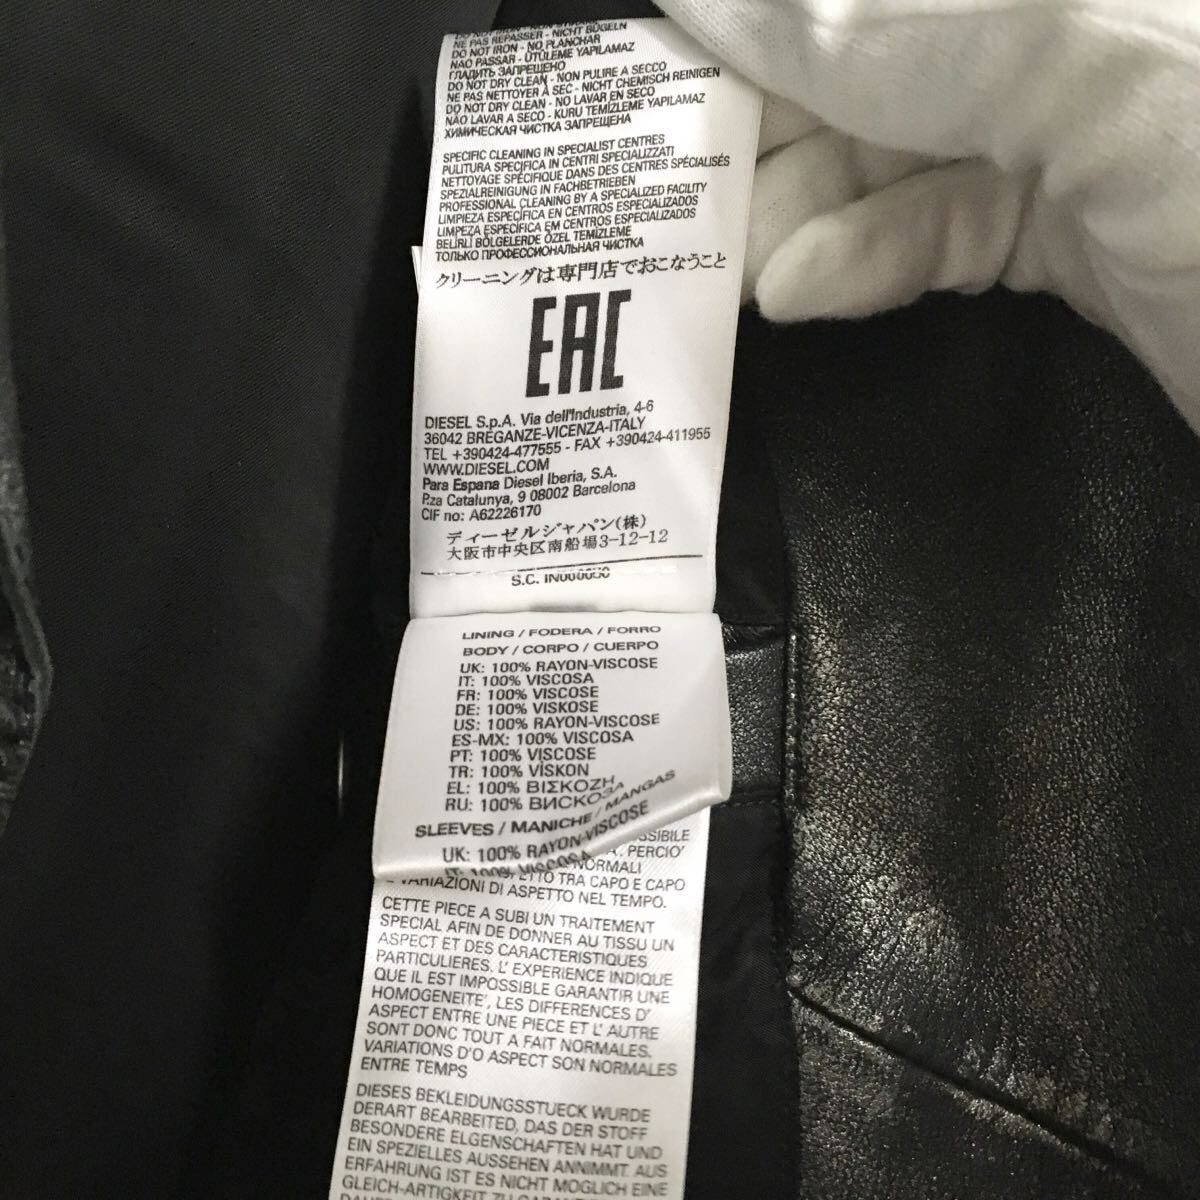 NE PAS REPASSER - NICHT BÜGELN
DO NOT IRON - NO PLANCHAR
NÃO PASSAR - ÜTÜLEME YAPILAMAZ
ГЛАДИТЬ ЗАПРЕЩЕНО
DO NOT DRY CLEAN - NON PULIRE A SECCO
NE PAS NETTOYER À SEC - NICHT CHEMISCH REINIGEN
DO NOT DRY CLEAN - NO LAVAR EN SECO
NÃO LAVAR A SECO - KURU TEMİZLEME YAPILAMAZ
ХИМИЧЕСКАЯ ЧИСТКА ЗАПРЕЩЕНА
SPECIFIC CLEANING IN SPECIALIST CENTRES
PULITURA SPECIFICA IN CENTRI SPECIALIZZATI
NETTOYAGE SPÉCIFIQUE DANS DES CENTRES SPÉCIALISÉS
SPEZIALREINIGUNG IN FACHBETRIEBEN
PROFESSIONAL CLEANING BY A SPECIALIZED FACILITY
LIMPIEZA ESPECÍFICA EN CENTROS ESPECIALIZADOS
LIMPEZA ESPECÍFICA EM CENTROS ESPECIALIZADOS
BELİRLİ BÖLGELERDE ÖZEL TEMİZLEME
ТОЛЬКО ПРОФЕССИОНАЛЬНАЯ ЧИСТКА
クリーニングは専門店でおこなうこと
EAC
DIESEL S.p.A. Via dell'Industria, 4-6
36042 BREGANZE-VICENZA-ITALY
TEL +390424-477555 - FAX +390424-411955
WWW.DIESEL.COM
Para Espana Diesel Iberia, S.A.
P.za Catalunya, 9 08002 Barcelona
CIF no: A62226170
ディーゼルジャパン(株)
大阪市中央区南船場3-12-12
S.C. IN000050
LINING / FODERA / FORRO
BODY / CORPO / CUERPO
UK: 100% RAYON-VISCOSE
IT: 100% VISCOSA
FR: 100% VISCOSE
DE: 100% VISKOSE
US: 100% RAYON-VISCOSE
ES-MX: 100% VISCOSA
PT: 100% VISCOSE
TR: 100% VİSKON
EL: 100% ΒΙΣΚΟΖΗ
RU: 100% ВИСКОЗА
SLEEVES / MANICHE / MANGAS
UK: 100% RAYON-VISCOSE
IT: 100% VISCOSA
PERCIO'
NORMALI
TRA CAPO E CAPO
VARIAZIONI DI ASPETTO NEL TEMPO.
CETTE PIECE A SUBI UN TRAITEMENT
SPECIAL AFIN DE DONNER AU TISSU UN
ASPECT ET DES CARACTERISTIQUES
PARTICULIERES. L' EXPERIENCE INDIQUE
QUE IL EST IMPOSSIBLE GARANTIR UNE
HOMOGENEITE', LES DIFFERENCES D'
ASPECT ENTRE UNE PIECE ET L' AUTRE
SONT DONC TOUT A FAIT NORMALES.
VARIATIONS D'O ASPECT SON NORMALES
ENTRE TEMPS
DIESES BEKLEIDUNGSSTUECK WURDE
DERART BEARBEITED, DAS DER STOFF
BESONDERE ELGENSCHAFTEN HAT UND
EIN SPEZIELLES AUSSEHEN ANNIMMT. AUS
ERFAHRUNG IST ES NICHT MOGLICH EINE